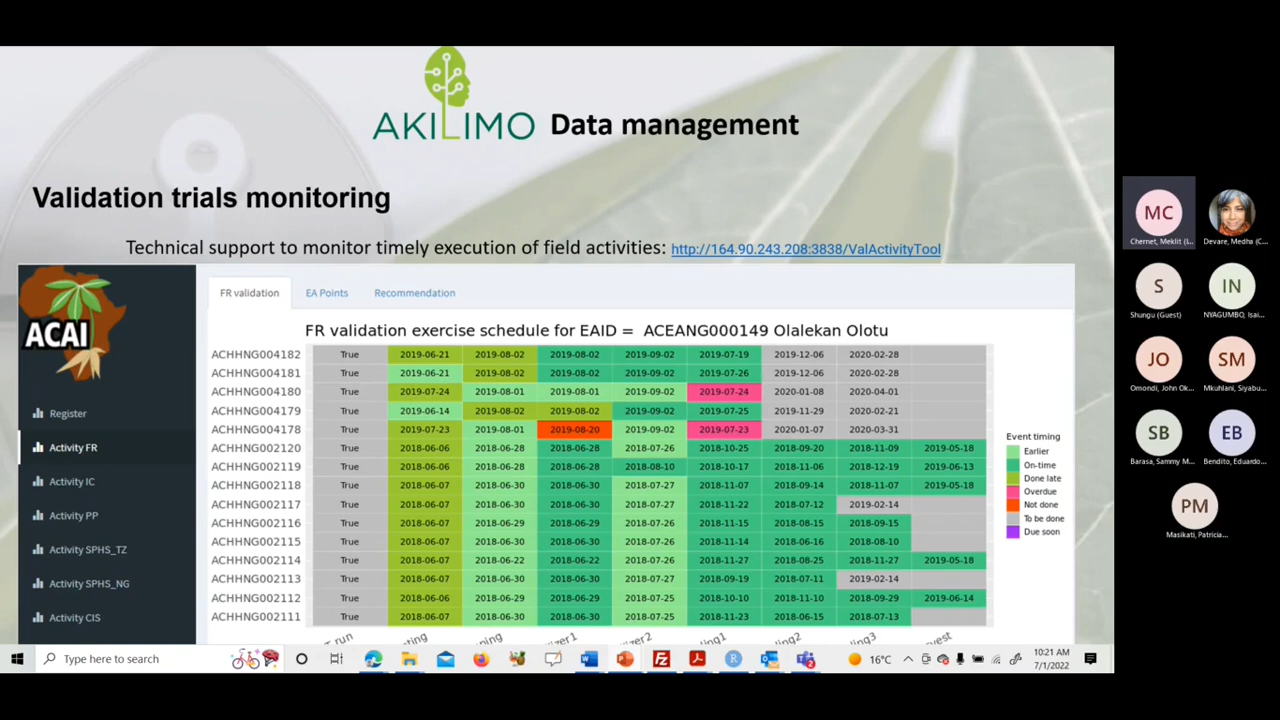 AKILIMO Data management
Validation trials monitoring
Technical support to monitor timely execution of field activities: http://164.90.243.208:3838/ValActivityTool
ACAI
Register
Activity FR
Activity IC
Activity PP
Activity SPHS_TZ
Activity SPHS_NG
Activity CIS
FR validation EA Points Recommendation
FR validation exercise schedule for EAID = ACEANG000149 Olalekan Olotu
ACHHNG004182 True 2019-06-21 2019-08-02 2019-08-02 2019-09-02 2019-07-19 2019-12-06 2020-02-28
ACHHNG004181 True 2019-06-21 2019-08-02 2019-08-02 2019-09-02 2019-07-26 2019-12-06 2020-02-28
ACHHNG004180 True 2019-07-24 2019-08-01 2019-08-01 2019-09-02 2019-07-24 2020-01-08 2020-04-01
ACHHNG004179 True 2019-06-14 2019-08-02 2019-08-02 2019-09-02 2019-07-25 2019-11-29 2020-02-21
ACHHNG004178 True 2019-07-23 2019-08-01 2019-08-20 2019-09-02 2019-07-23 2020-01-07 2020-03-31
ACHHNG002120 True 2018-06-06 2018-06-28 2018-06-28 2018-07-26 2018-10-25 2018-09-20 2018-11-09 2019-05-18
ACHHNG002119 True 2018-06-06 2018-06-28 2018-06-28 2018-08-10 2018-10-17 2018-11-06 2018-12-19 2019-06-13
ACHHNG002118 True 2018-06-07 2018-06-30 2018-06-30 2018-07-27 2018-11-07 2018-09-14 2018-11-07 2019-05-18
ACHHNG002117 True 2018-06-07 2018-06-30 2018-06-30 2018-07-27 2018-11-22 2018-07-12 2019-02-14
ACHHNG002116 True 2018-06-07 2018-06-29 2018-06-29 2018-07-26 2018-11-15 2018-08-15 2018-09-15
ACHHNG002115 True 2018-06-07 2018-06-30 2018-06-30 2018-07-26 2018-11-14 2018-06-16 2018-08-10
ACHHNG002114 True 2018-06-07 2018-06-22 2018-06-22 2018-07-26 2018-11-27 2018-08-25 2018-11-27 2019-05-18
ACHHNG002113 True 2018-06-07 2018-06-30 2018-06-30 2018-07-27 2018-09-19 2018-07-11 2019-02-14
ACHHNG002112 True 2018-06-06 2018-06-29 2018-06-29 2018-07-25 2018-10-10 2018-11-10 2018-09-29 2019-06-14
ACHHNG002111 True 2018-06-07 2018-06-30 2018-06-30 2018-07-25 2018-11-23 2018-06-15 2018-07-13
Event timing
Earlier
On-time
Done late
Overdue
Not done
To be done
Due soon
Type here to search
16°C
10:21 AM
7/1/2022
MC
Chernet, Meklit (I... Devare, Medha (C...
S IN
Shungu (Guest) NYAGUMBO, Isai...
JO SM
Omondi, John Ok... Mkuhlani, Siyabu...
SB EB
Barasa, Sammy M... Bendito, Eduardo...
PM
Masikati, Patricia...